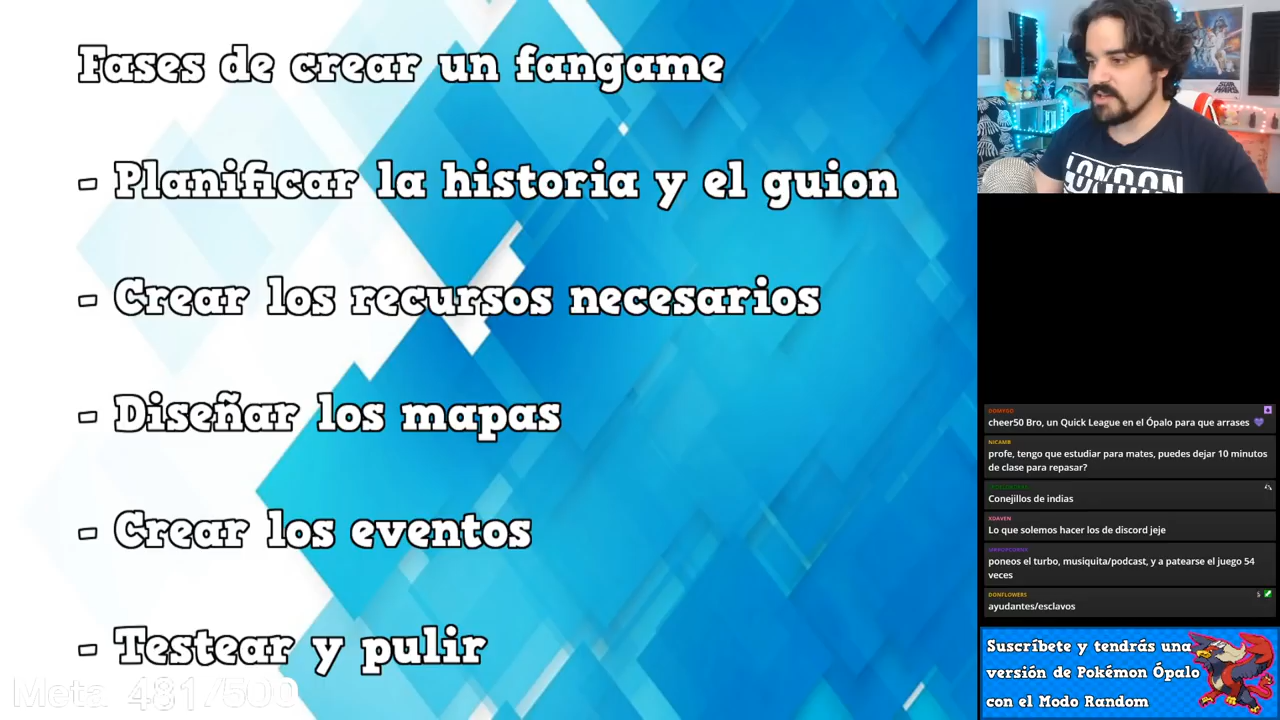 Fases de crear un fangame
- Planificar la historia y el guion
- Crear los recursos necesarios
- Diseñar los mapas
- Crear los eventos
- Testear y pulir
Meta 481/500
LONDON
cheer50 Bro, un Quick League en el Ópalo para que arrases 💜
NICAMB
profe, tengo que estudiar para mates, puedes dejar 10 minutos
de clase para repasar?
Conejillos de indias
XDAVEN
Lo que solemos hacer los de discord jeje
poneos el turbo, musiquita/podcast, y a patearse el juego 54
veces
DONFLOWERS
5
ayudantes/esclavos
Suscríbete y tendrás una
versión de Pokémon Ópalo
con el Modo Random